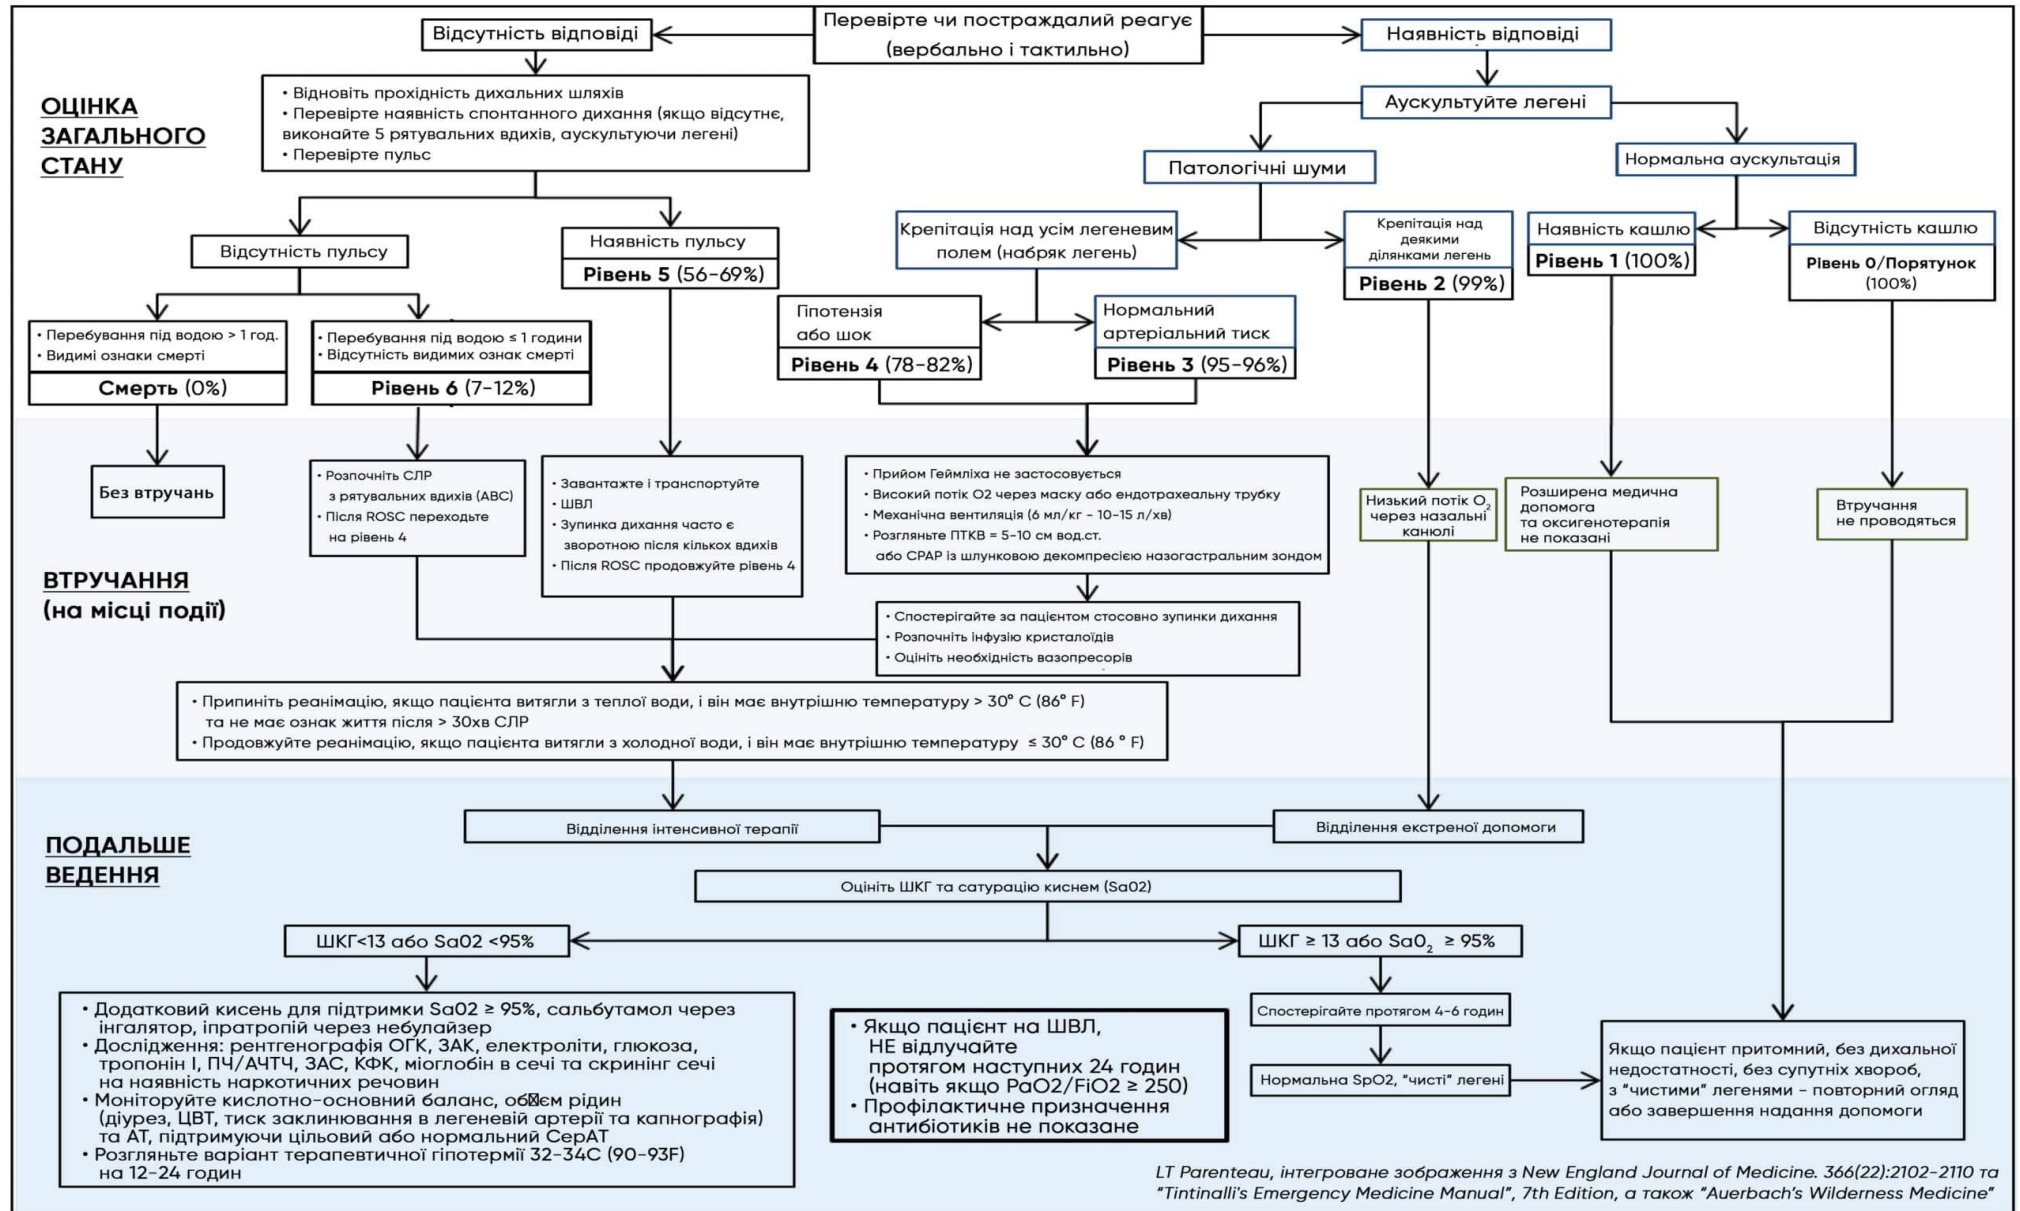 Перевірте чи постраждалий реагує
(вербально і тактильно)
Відсутність відповіді
Наявність відповіді
ОЦІНКА
ЗАГАЛЬНОГО
СТАНУ
• Відновіть прохідність дихальних шляхів
• Перевірте наявність спонтанного дихання (якщо відсутнє,
виконайте 5 рятувальних вдихів, аускультуючи легені)
• Перевірте пульс
Аускультуйте легені
Патологічні шуми
Нормальна аускультація
Відсутність пульсу
Наявність пульсу
Рівень 5 (56-69%)
Крепітація над усім легеневим
полем (набряк легень)
Крепітація над
деякими
ділянками легень
Рівень 2 (99%)
Наявність кашлю
Рівень 1 (100%)
Відсутність кашлю
Рівень 0/Порятунок
(100%)
• Перебування під водою > 1 год.
• Видимі ознаки смерті
Смерть (0%)
• Перебування під водою ≤ 1 години
• Відсутність видимих ознак смерті
Рівень 6 (7-12%)
Гіпотензія
або шок
Рівень 4 (78-82%)
Нормальний
артеріальний тиск
Рівень 3 (95-96%)
ВТРУЧАННЯ
(на місці події)
Без втручань
• Розпочніть СЛР
з рятувальних вдихів (АВС)
• Після ROSC переходьте
на рівень 4
• Завантажте і транспортуйте
• ШВЛ
• Зупинка дихання часто є
зворотною після кількох вдихів
• Після ROSC продовжуйте рівень 4
• Прийом Геймліха не застосовується
• Високий потік О2 через маску або ендотрахеальну трубку
• Механічна вентиляція (6 мл/кг - 10-15 л/хв)
• Розгляньте ПТКВ = 5-10 см вод.ст.
або CPAP із шлунковою декомпресією назогастральним зондом
Низький потік О₂
через назальні
канюлі
Розширена медична
допомога
та оксигенотерапія
не показані
Втручання
не проводяться
• Спостерігайте за пацієнтом стосовно зупинки дихання
• Розпочніть інфузію кристалоїдів
• Оцініть необхідність вазопресорів
• Припиніть реанімацію, якщо пацієнта витягли з теплої води, і він має внутрішню температуру > 30° C (86° F)
та не має ознак життя після > 30хв СЛР
• Продовжуйте реанімацію, якщо пацієнта витягли з холодної води, і він має внутрішню температуру ≤ 30° C (86 ° F)
ПОДАЛЬШЕ
ВЕДЕННЯ
Відділення інтенсивної терапії
Відділення екстреної допомоги
Оцініть ШКГ та сатурацію киснем (Sa02)
ШКГ<13 або Sa02 <95%
ШКГ ≥ 13 або Sa0₂ ≥ 95%
• Додатковий кисень для підтримки Sa02 ≥ 95%, сальбутамол через
інгалятор, іпратропій через небулайзер
• Дослідження: рентгенографія ОГК, ЗАК, електроліти, глюкоза,
тропонін І, ПЧ/АЧТЧ, ЗАС, КФК, міоглобін в сечі та скринінг сечі
на наявність наркотичних речовин
• Моніторуйте кислотно-основний баланс, об☒єм рідин
(діурез, ЦВТ, тиск заклинювання в легеневій артерії та капнографія)
та АТ, підтримуючи цільовий або нормальний СерАТ
• Розгляньте варіант терапевтичної гіпотермії 32-34С (90-93F)
на 12-24 годин
• Якщо пацієнт на ШВЛ,
НЕ відлучайте
протягом наступних 24 годин
(навіть якщо PaO2/FiO2 ≥ 250)
• Профілактичне призначення
антибіотиків не показане
Спостерігайте протягом 4-6 годин
Нормальна SpO2, "чисті" легені
Якщо пацієнт притомний, без дихальної
недостатності, без супутніх хвороб,
з "чистими" легенями - повторний огляд
або завершення надання допомоги
LT Parenteau, інтегроване зображення з New England Journal of Medicine. 366(22):2102-2110 та
"Tintinalli's Emergency Medicine Manual", 7th Edition, а також "Auerbach's Wilderness Medicine"